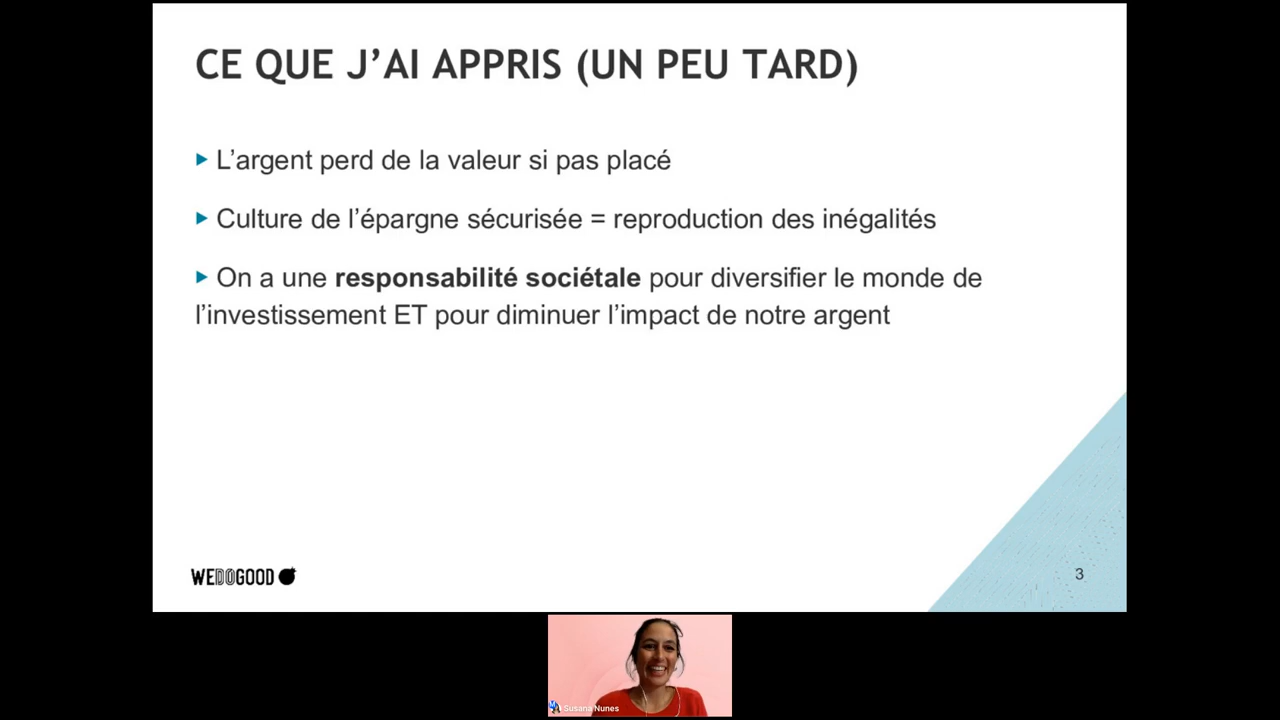 CE QUE J’AI APPRIS (UN PEU TARD)
L’argent perd de la valeur si pas placé
Culture de l’épargne sécurisée = reproduction des inégalités
On a une responsabilité sociétale pour diversifier le monde de
l’investissement ET pour diminuer l’impact de notre argent
WEDOGOOD
3
Susana Nunes